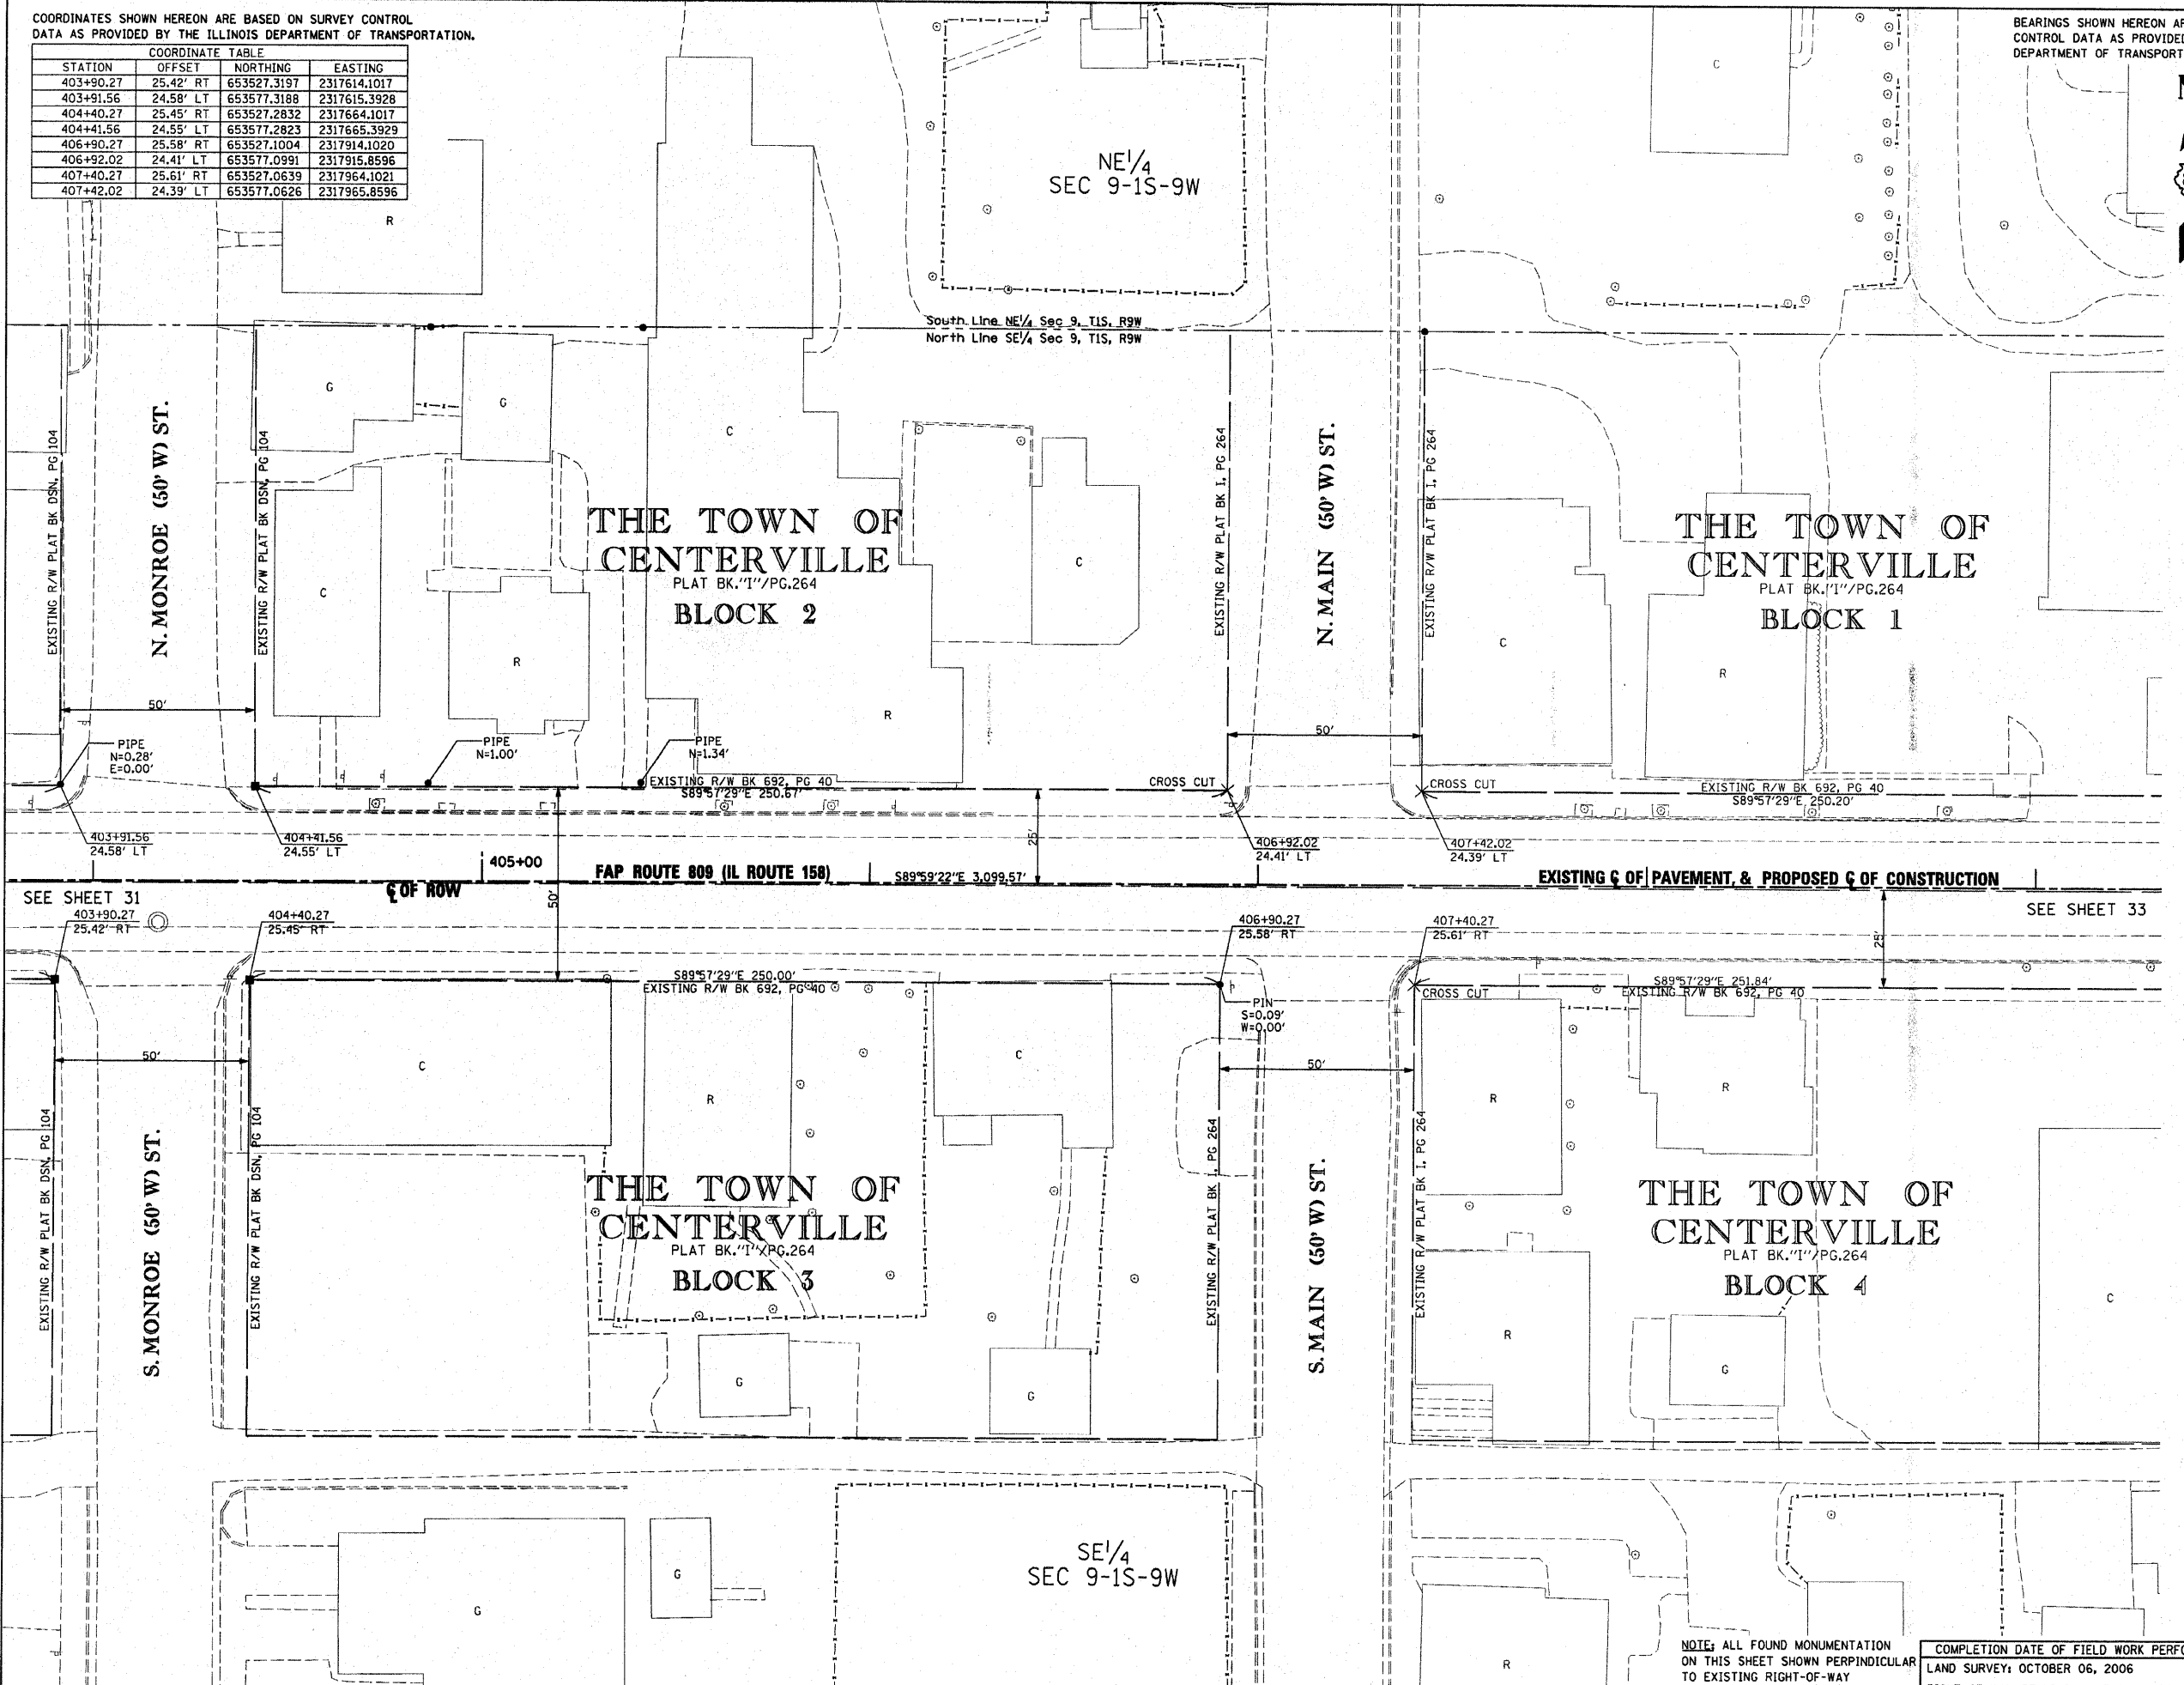 COORDINATES SHOWN HEREON ARE BASED ON SURVEY CONTROL
DATA AS PROVIDED BY THE ILLINOIS DEPARTMENT OF TRANSPORTATION.
COORDINATE TABLE
STATION OFFSET NORTHING EASTING
403+90.27 25.42' RT 653527.3197 2317614.1017
403+91.56 24.58' LT 653577.3188 2317615.3928
404+40.27 25.45' RT 653527.2832 2317664.1017
404+41.56 24.55' LT 653577.2823 2317665.3929
406+90.27 25.58' RT 653527.1004 2317914.1020
406+92.02 24.41' LT 653577.0991 2317915.8596
407+40.27 25.61' RT 653527.0639 2317964.1021
407+42.02 24.39' LT 653577.0626 2317965.8596
BEARINGS SHOWN HEREON
CONTROL DATA AS PROVIDED
DEPARTMENT OF
C
NE1/4
SEC 9-1S-9W
R
South Line NE1/4 Sec 9, T1S, R9W
North Line SE1/4 Sec 9, T1S, R9W
G
G
C
EXISTING R/W PLAT BK DSN, PG 104
N. MONROE (50' W) ST.
EXISTING R/W PLAT BK DSN, PG 104
C
R
THE TOWN OF
CENTERVILLE
PLAT BK."I"/PG.264
BLOCK 2
C
R
EXISTING R/W PLAT BK I, PG 264
N. MAIN (50' W) ST.
EXISTING R/W PLAT BK I, PG 264
C
THE TOWN OF
CENTERVILLE
PLAT BK."I"/PG.264
BLOCK 1
R
50'
50'
PIPE
N=0.28'
E=0.00'
PIPE
N=1.00'
PIPE
N=1.34'
EXISTING R/W BK 692, PG 40
S89°57'29"E 250.67'
CROSS CUT
CROSS CUT
EXISTING R/W BK 692, PG 40
S89°57'29"E 250.20'
403+91.56
24.58' LT
404+41.56
24.55' LT
25'
406+92.02
24.41' LT
407+42.02
24.39' LT
405+00
FAP ROUTE 809 (IL ROUTE 158)
S89°59'22"E 3,099.57'
EXISTING ℄ OF PAVEMENT, & PROPOSED ℄ OF CONSTRUCTION
SEE SHEET 31
℄ OF ROW
50'
SEE SHEET 33
403+90.27
25.42' RT
404+40.27
25.45' RT
406+90.27
25.58' RT
407+40.27
25.61' RT
25'
S89°57'29"E 250.00'
EXISTING R/W BK 692, PG 40
PIN
S=0.09'
W=0.00'
CROSS CUT
S89°57'29"E 251.84'
EXISTING R/W BK 692, PG 40
50'
50'
C
R
C
R
R
EXISTING R/W PLAT BK DSN, PG 104
S. MONROE (50' W) ST.
EXISTING R/W PLAT BK DSN, PG 104
THE TOWN OF
CENTERVILLE
PLAT BK."I"/PG.264
BLOCK 3
EXISTING R/W PLAT BK I, PG 264
S. MAIN (50' W) ST.
EXISTING R/W PLAT BK I, PG 264
THE TOWN OF
CENTERVILLE
PLAT BK."I"/PG.264
BLOCK 4
C
R
G
G
G
SE1/4
SEC 9-1S-9W
G
G
R
NOTE: ALL FOUND MONUMENTATION
ON THIS SHEET SHOWN PERPINDICULAR
TO EXISTING RIGHT-OF-WAY
COMPLETION DATE OF FIELD WORK
LAND SURVEY: OCTOBER 06, 2006